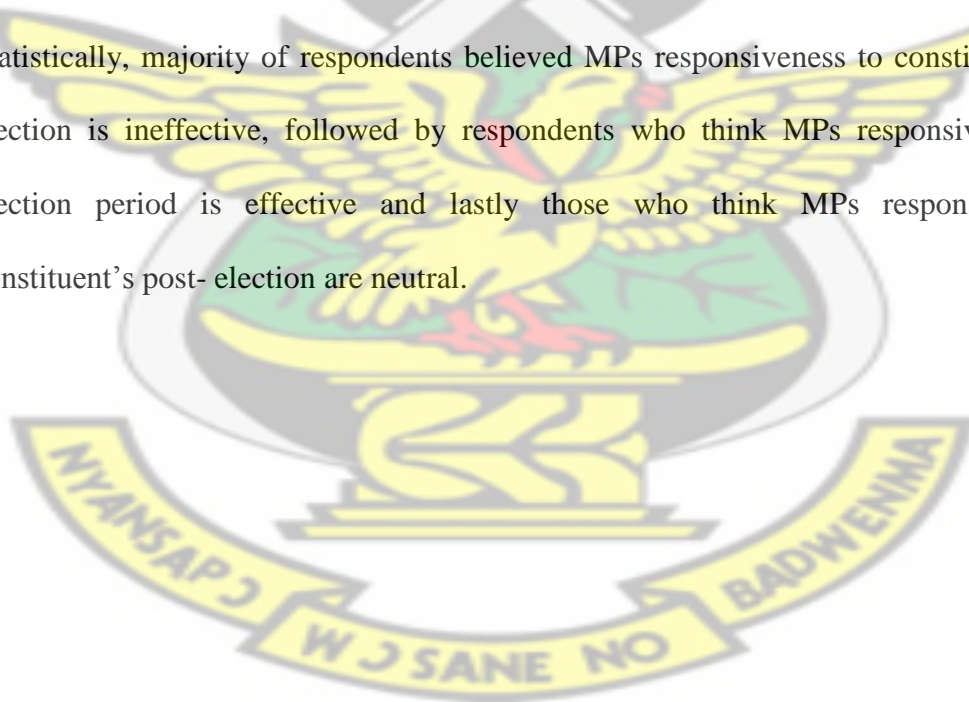 atistically, majority of respondents believed MPs responsiveness to consti
ection is ineffective, followed by respondents who think MPs responsiv
ection period is effective and lastly those who think MPs respon
nstituent’s post- election are neutral.
NYANSAPƆ
WƆ SANE NO
BADWENMA